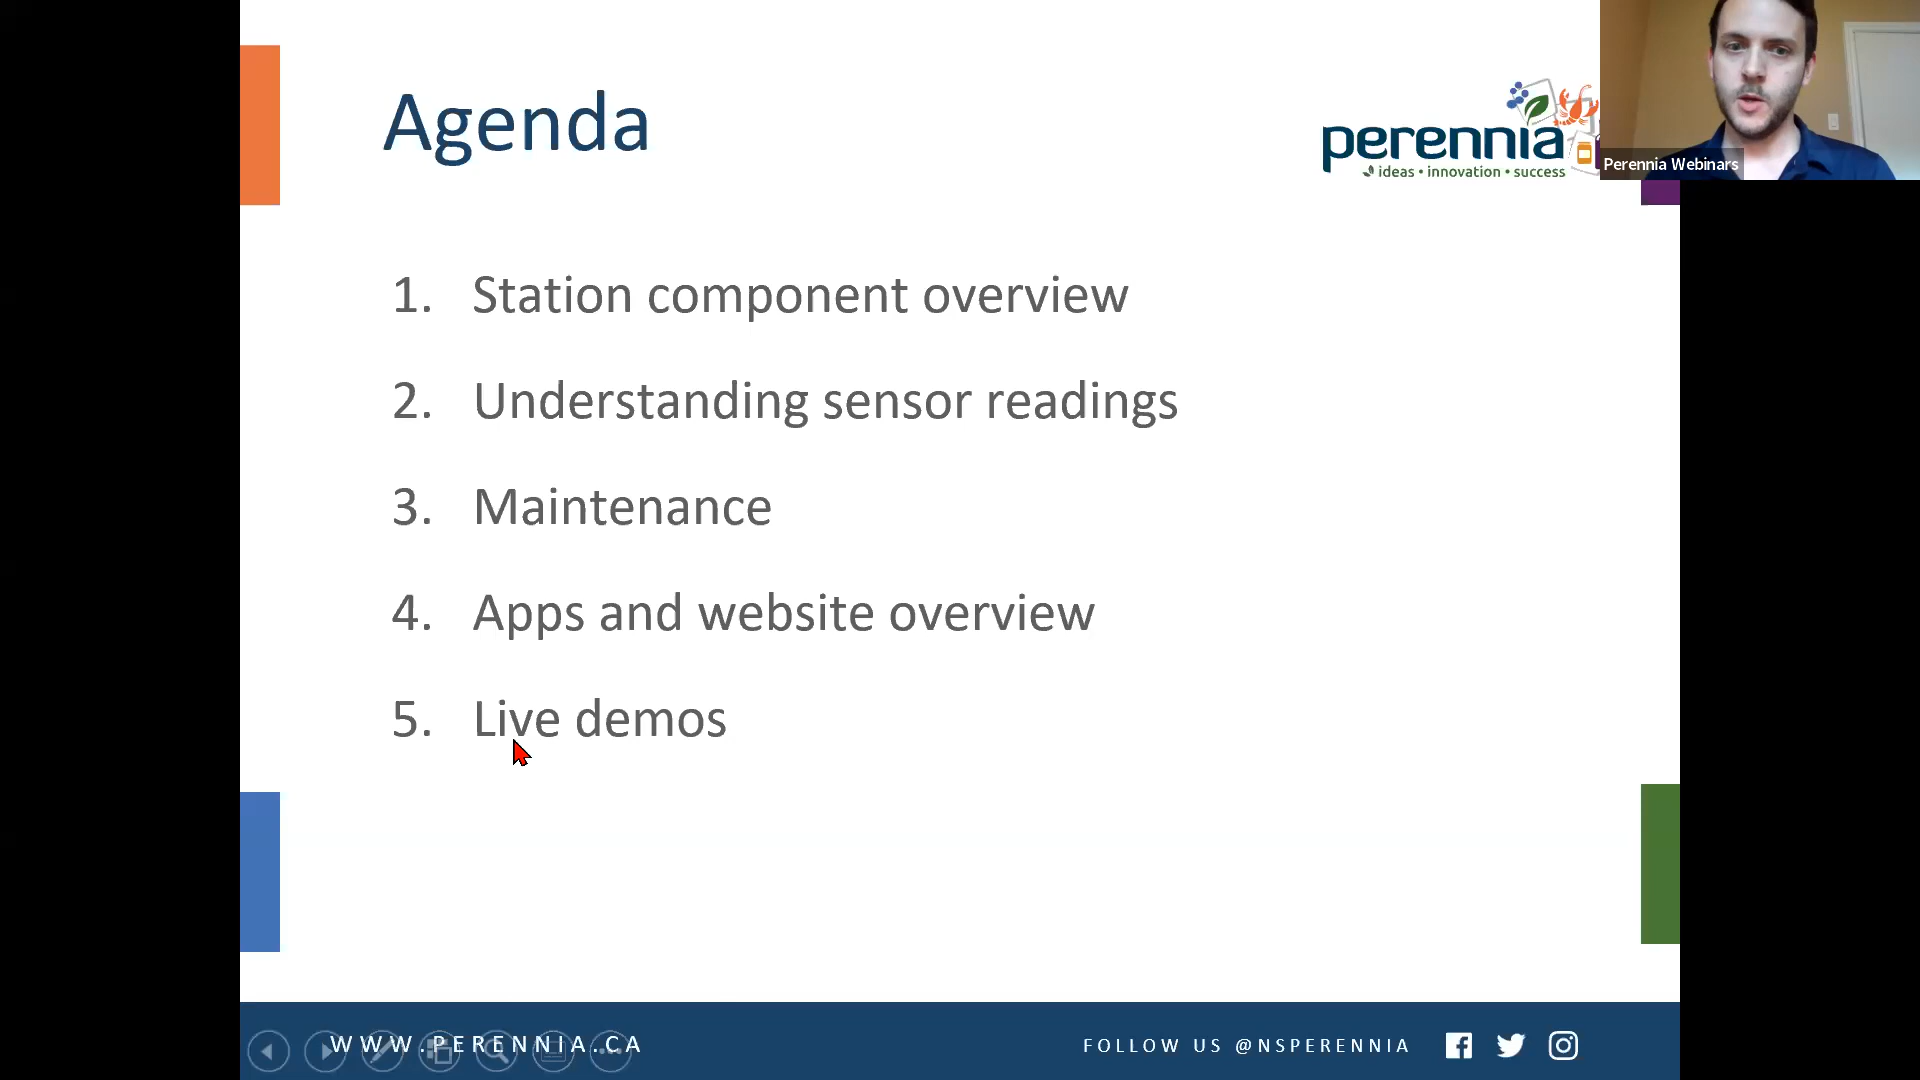 Agenda
perennia
ideas • innovation • success
Perennia Webinars
1. Station component overview
2. Understanding sensor readings
3. Maintenance
4. Apps and website overview
5. Live demos
WWW.PERENNIA.CA
FOLLOW US @NSPERENNIA